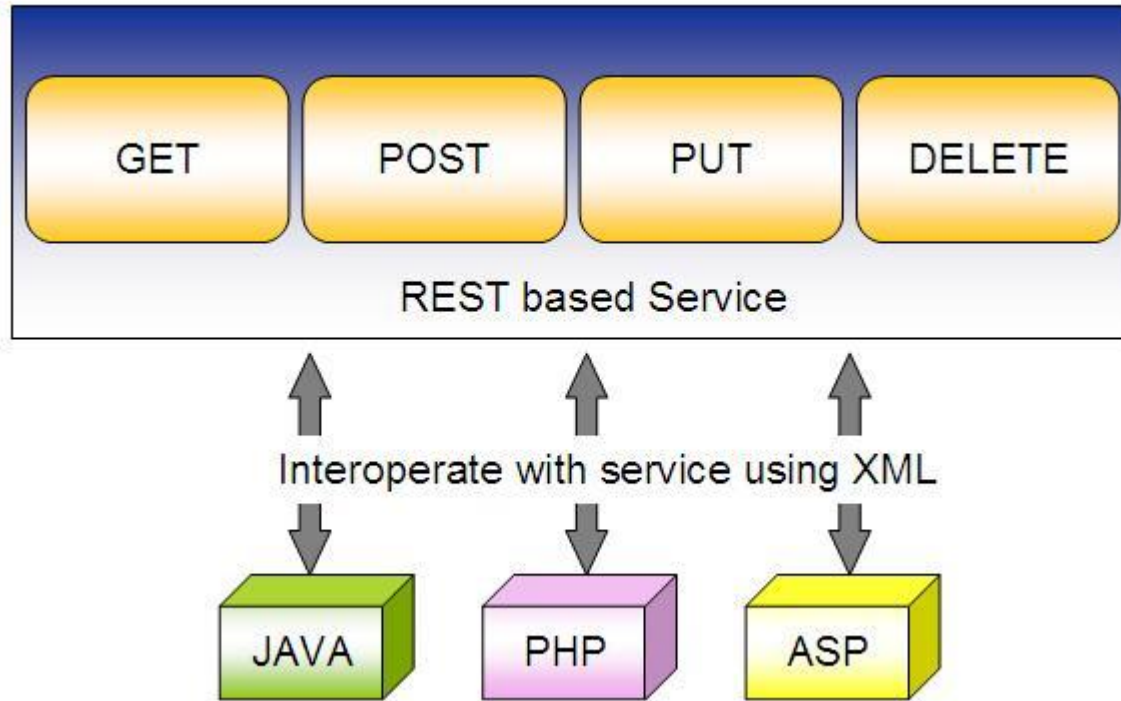 GET POST PUT DELETE
REST based Service
Interoperate with service using XML
JAVA PHP ASP